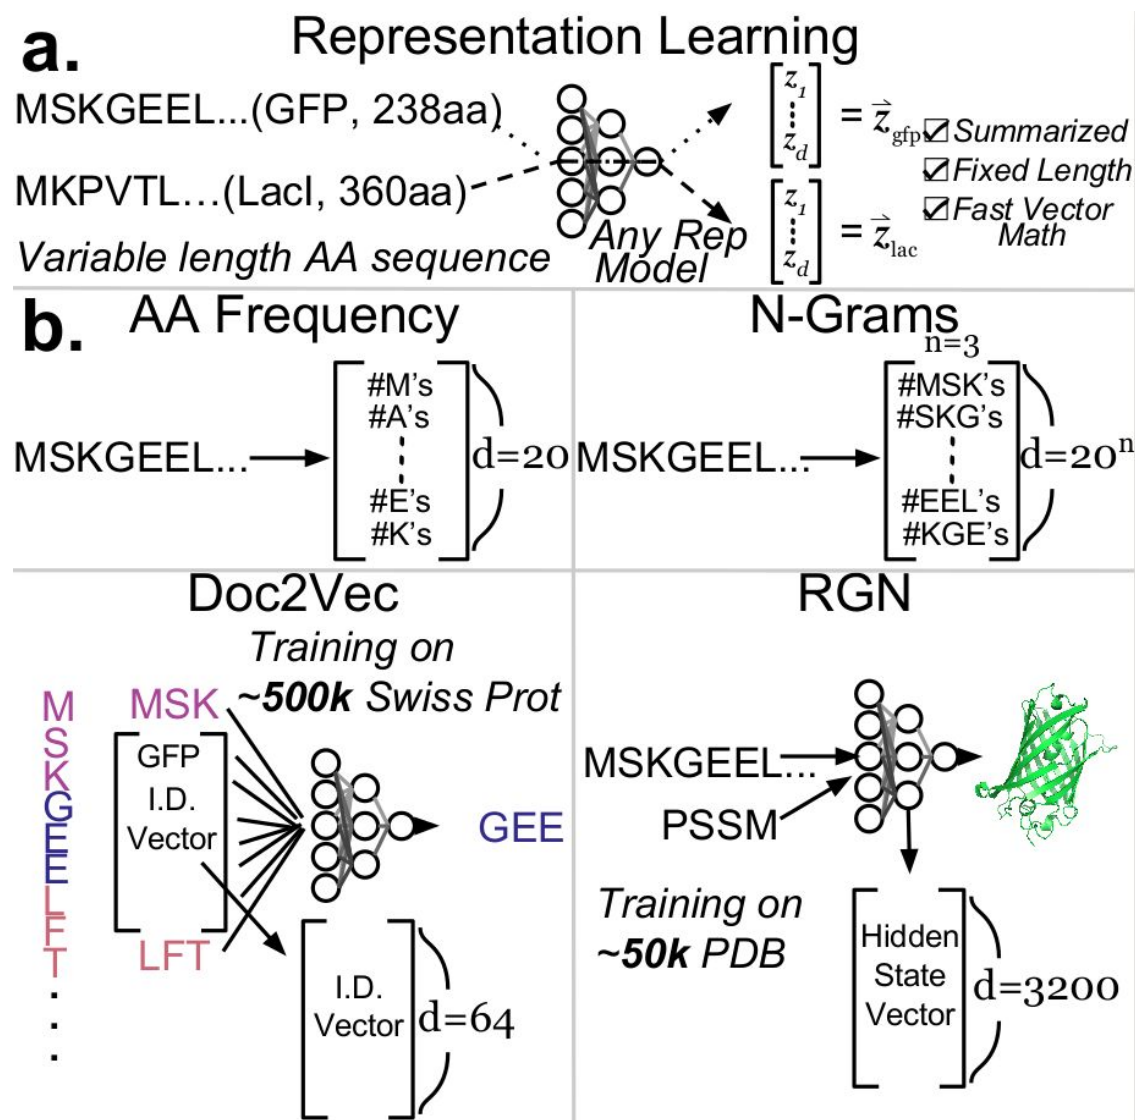 a.
Representation Learning
MSKGEEL...(GFP, 238aa)
MKPVTL...(LacI, 360aa)
Variable length AA sequence
Any Rep
Model
z1
zd
= z gfp
z1
zd
= z lac
☑ Summarized
☑ Fixed Length
☑ Fast Vector
Math
b.
AA Frequency
MSKGEEL...
#M's
#A's
#E's
#K's
d=20
N-Grams
n=3
MSKGEEL...
#MSK's
#SKG's
#EEL's
#KGE's
d=20ⁿ
Doc2Vec
Training on
~500k Swiss Prot
M
S
K
G
E
E
L
F
T
.
.
.
MSK
GFP
I.D.
Vector
LFT
GEE
I.D.
Vector
d=64
RGN
MSKGEEL...
PSSM
Training on
~50k PDB
Hidden
State
Vector
d=3200